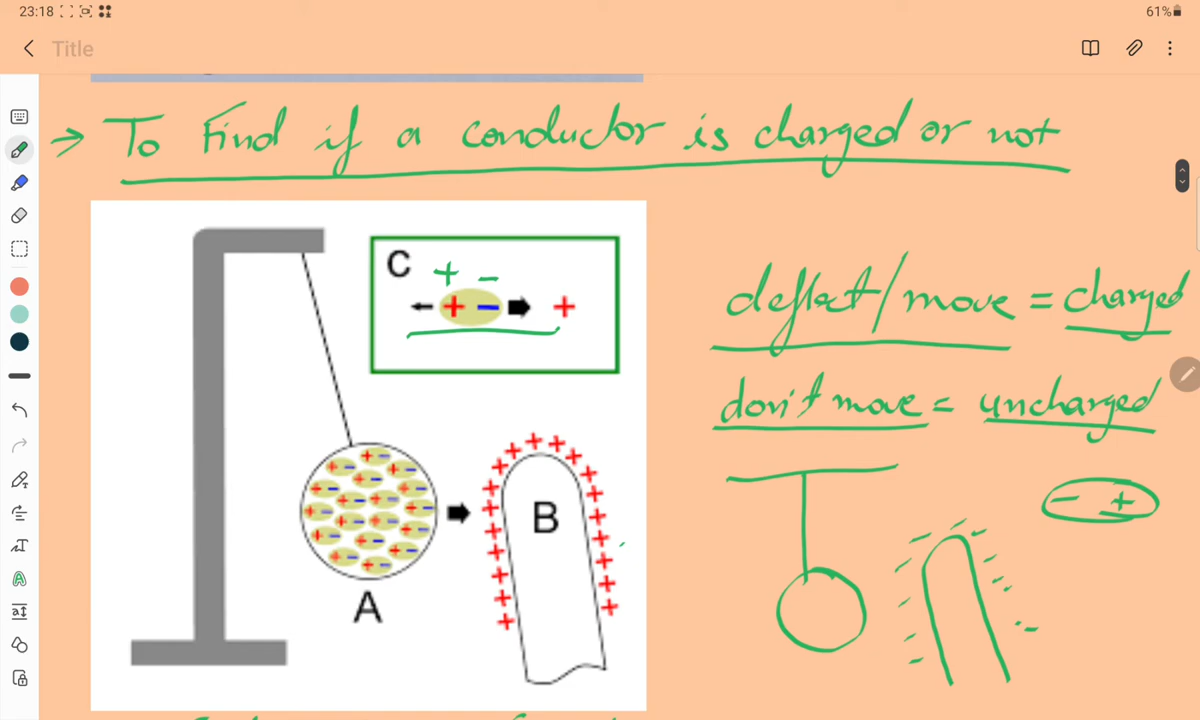 23:18
61%
Title
→ To Find if a conductor is charged or not
C
+ -
+ - +
deflect/move = charged
don't move = uncharged
- +
B
A